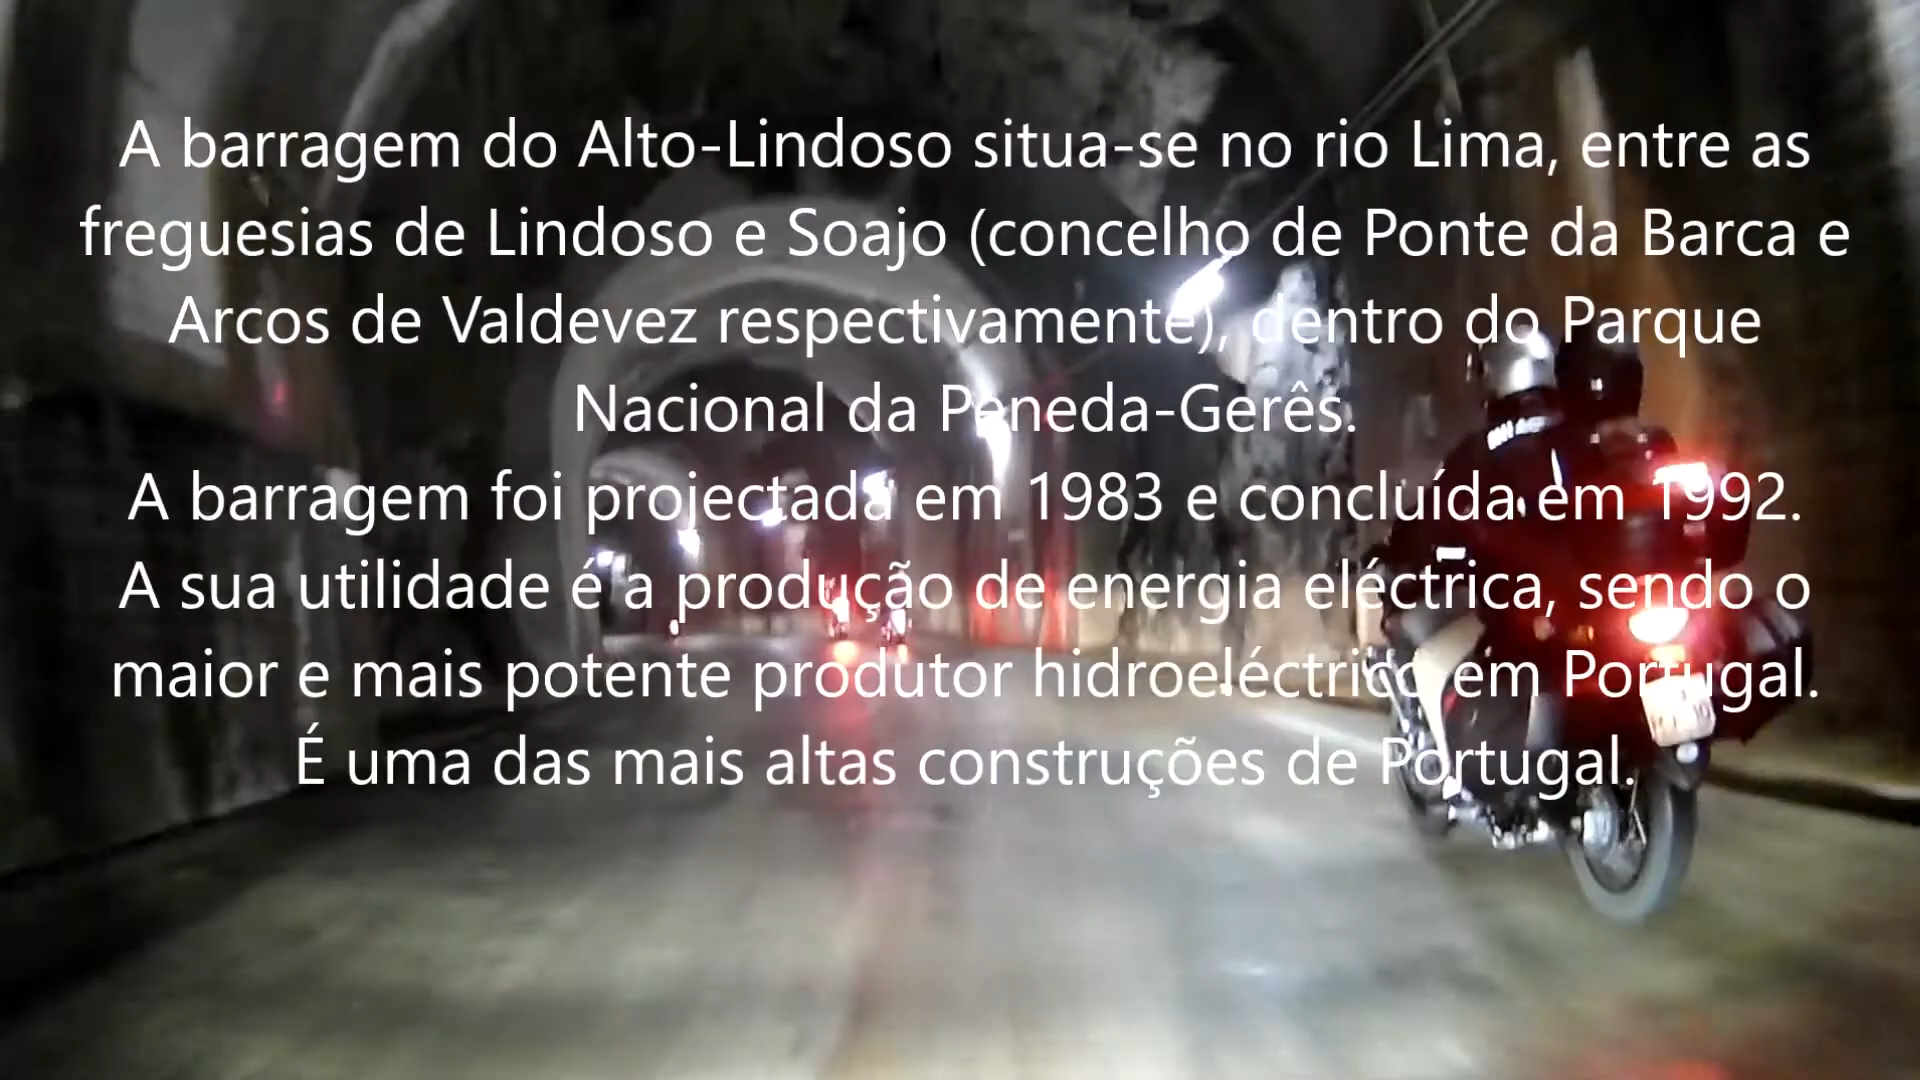 A barragem do Alto-Lindoso situa-se no rio Lima, entre as
freguesias de Lindoso e Soajo (concelho de Ponte da Barca e
Arcos de Valdevez respectivamente), dentro do Parque
Nacional da Peneda-Gerês.
A barragem foi projectada em 1983 e concluída em 1992.
A sua utilidade é a produção de energia eléctrica, sendo o
maior e mais potente produtor hidroeléctrico em Portugal.
É uma das mais altas construções de Portugal.